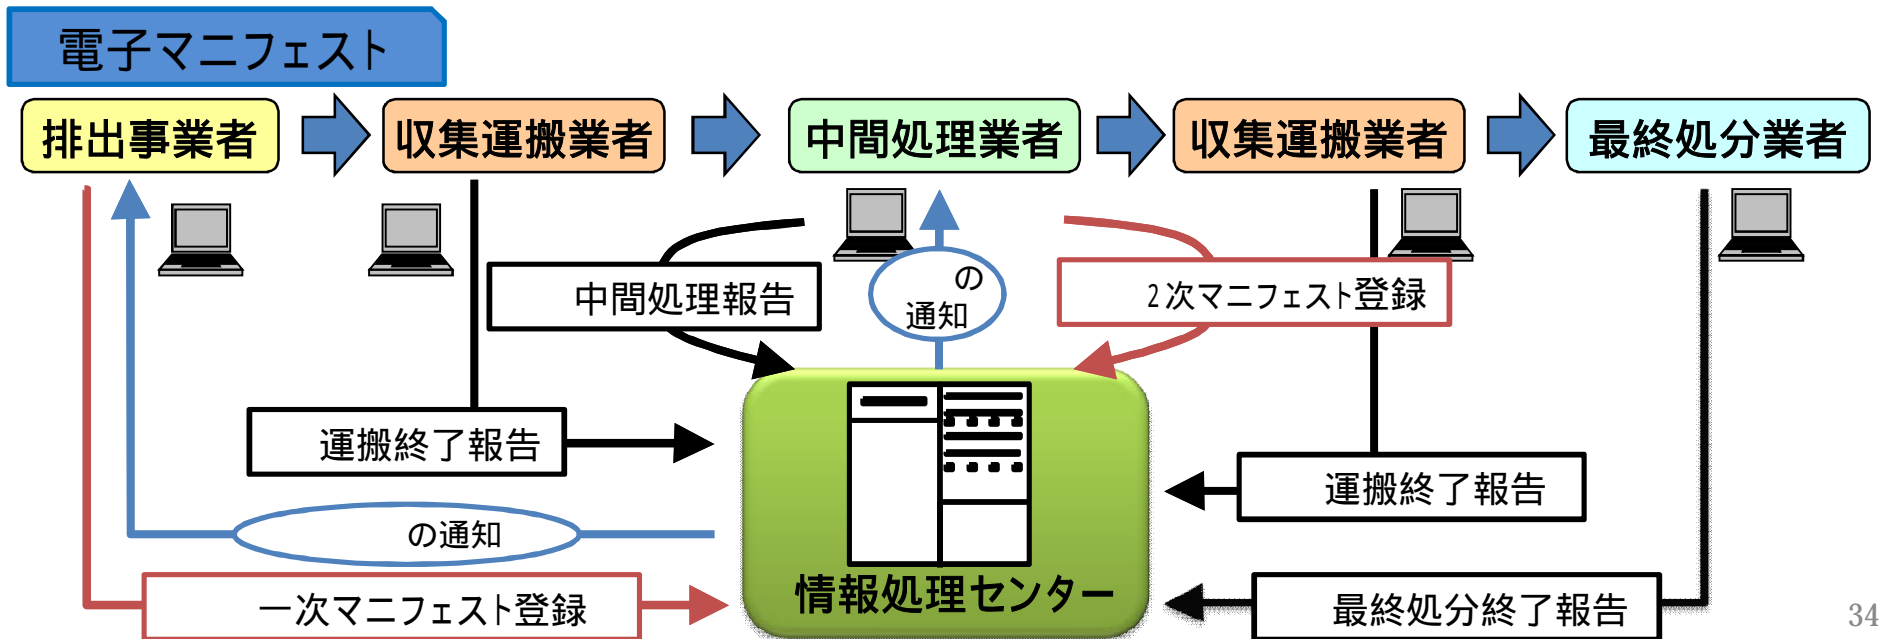 電子マニフェスト
排出事業者
収集運搬業者
中間処理業者
収集運搬業者
最終処分業者
中間処理報告
の
通知
2次マニフェスト登録
運搬終了報告
運搬終了報告
の通知
一次マニフェスト登録
情報処理センター
最終処分終了報告
34